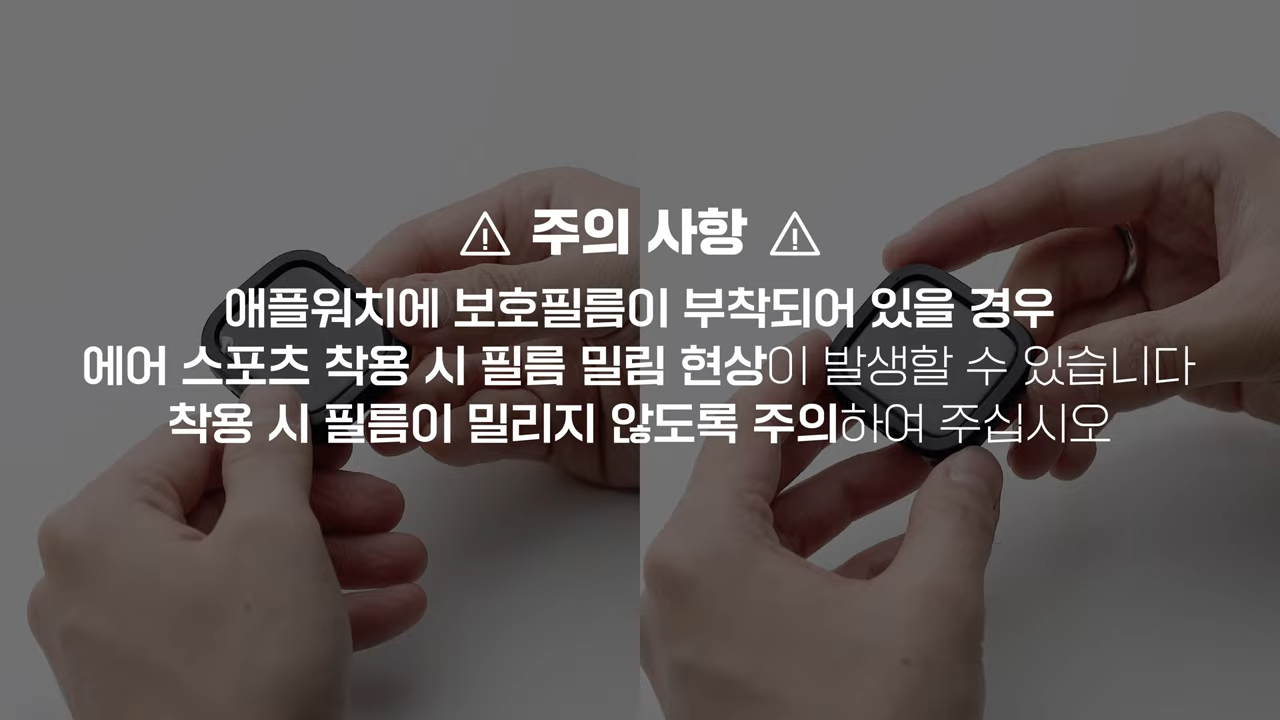 ⚠ 주의 사항 ⚠
애플워치에 보호필름이 부착되어 있을 경우
에어 스포츠 착용 시 필름 밀림 현상이 발생할 수 있습니다
착용 시 필름이 밀리지 않도록 주의하여 주십시오